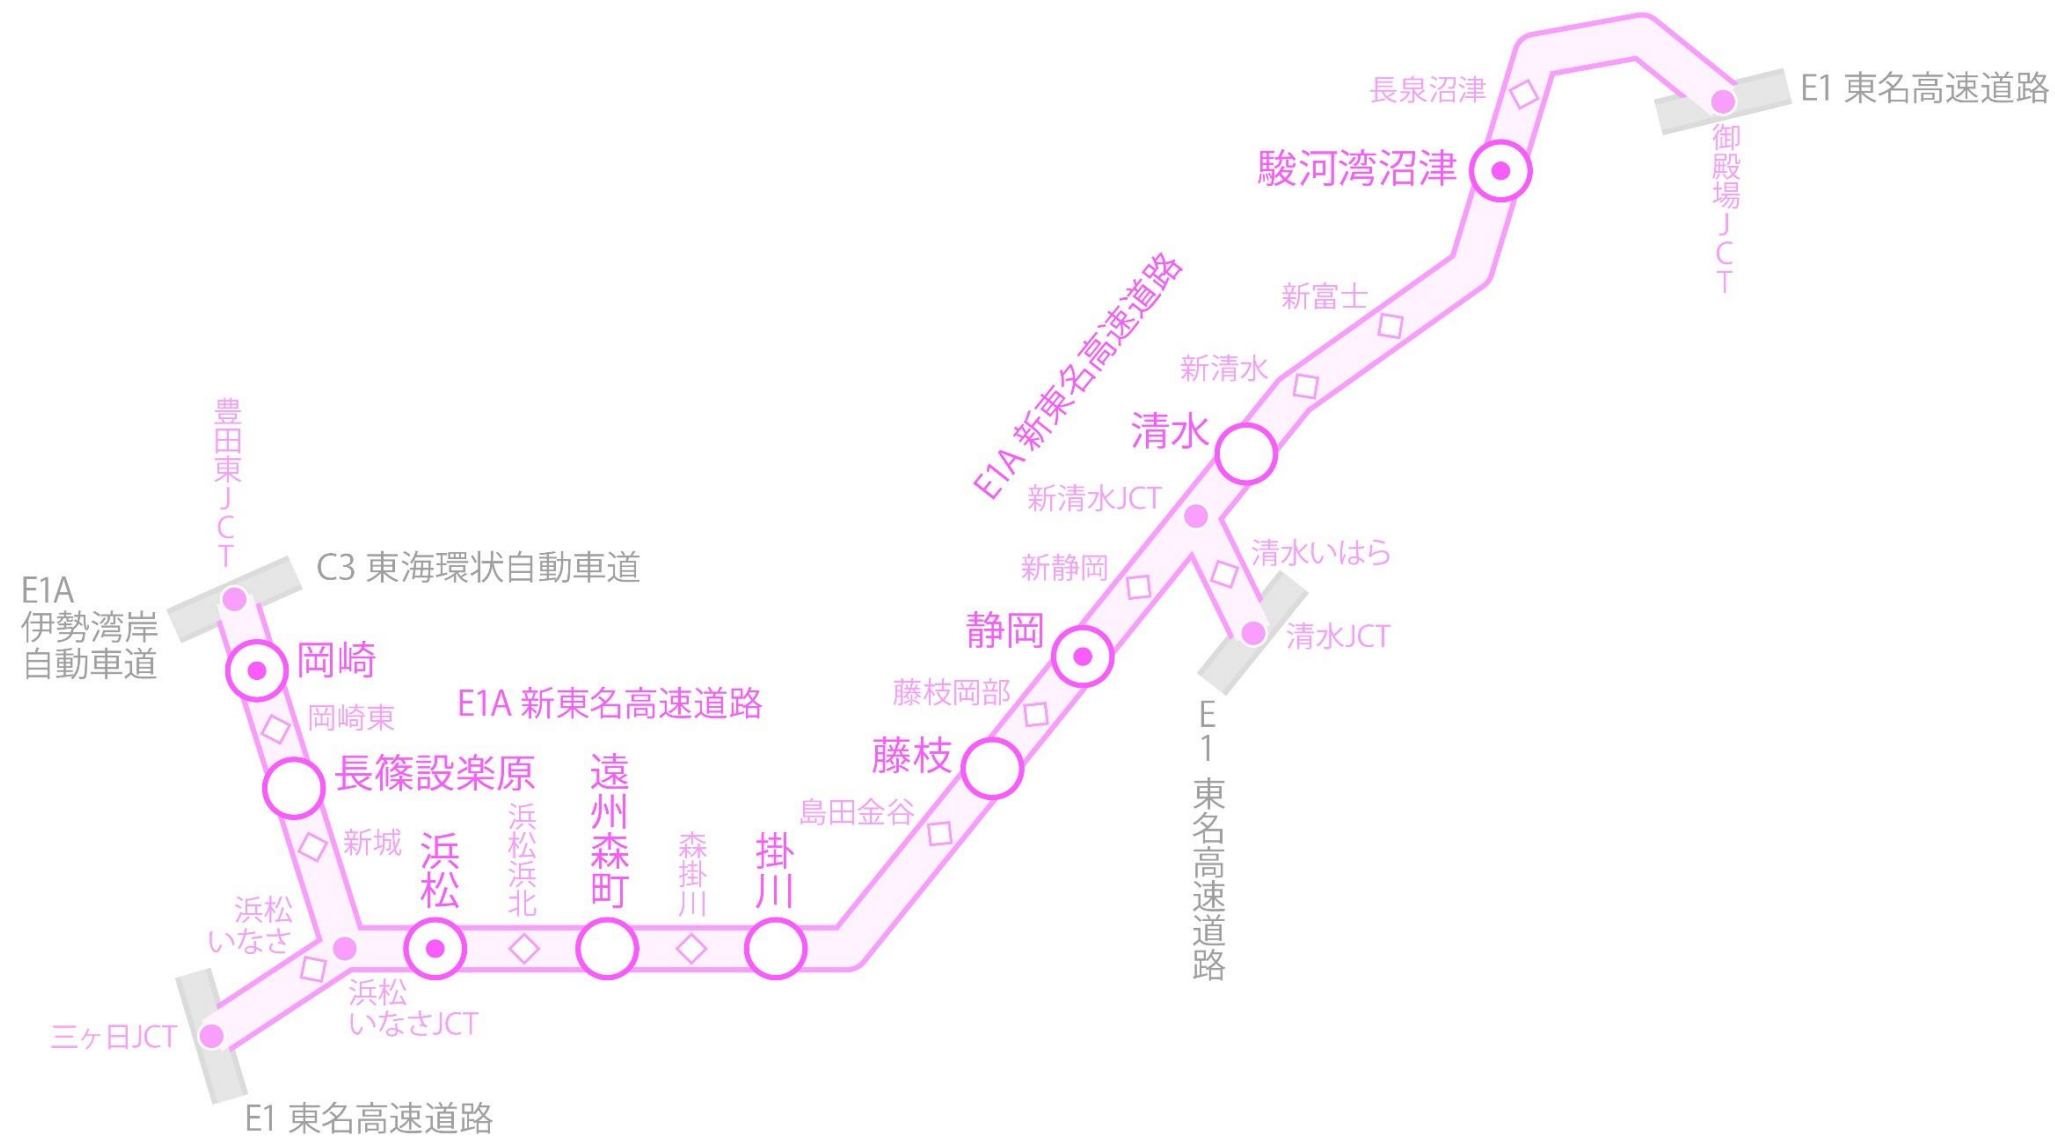 長泉沼津
E1 東名高速道路
御殿場JCT
駿河湾沼津
新富士
E1A 新東名高速道路
新清水
清水
新清水JCT
清水いはら
新静岡
清水JCT
静岡
藤枝岡部
E1 東名高速道路
藤枝
島田金谷
豊田東JCT
C3 東海環状自動車道
E1A
伊勢湾岸
自動車道
岡崎
岡崎東
E1A 新東名高速道路
長篠設楽原
遠州森町
浜松浜北
新城
浜松
森掛川
掛川
浜松
いなさ
浜松
いなさJCT
三ヶ日JCT
E1 東名高速道路